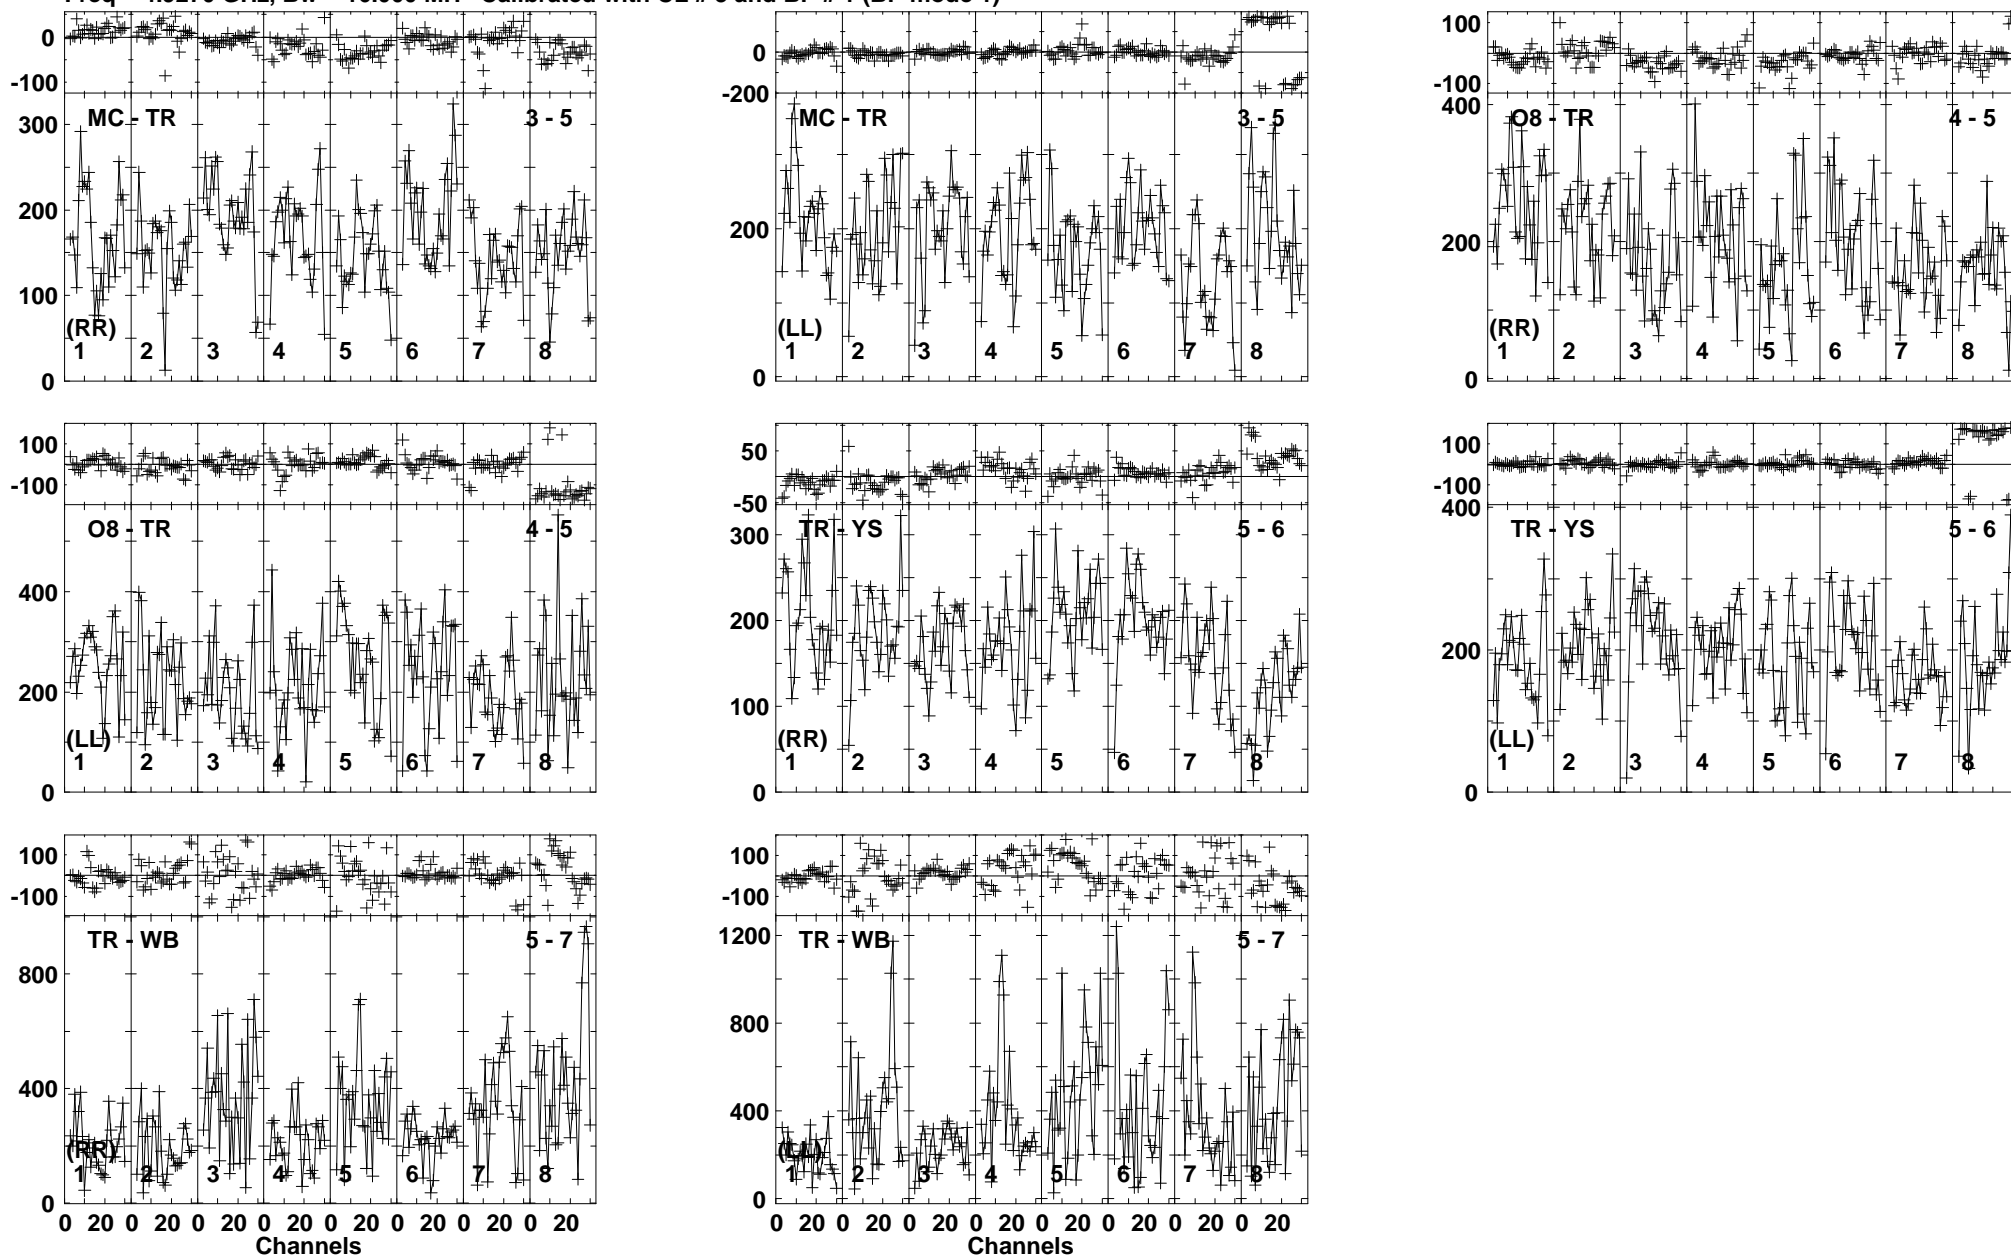 0 -100 MC - TR 3 - 5 300 200 100 0 (RR) 1 2 3 4 5 6 7 8
0 -200 MC - TR 3 - 5 200 0 (LL) 1 2 3 4 5 6 7 8
100 0 -100 O8 - TR 4 - 5 400 200 0 (RR) 1 2 3 4 5 6 7 8
100 -100 O8 - TR 4 - 5 400 200 0 (LL) 1 2 3 4 5 6 7 8
50 -50 TR - YS 5 - 6 300 200 100 0 (RR) 1 2 3 4 5 6 7 8
100 -100 TR - YS 5 - 6 400 200 0 (LL) 1 2 3 4 5 6 7 8
100 -100 TR - WB 5 - 7 800 400 0 (RR) 1 2 3 4 5 6 7 8
0 20 0 20 0 20 0 20 0 20 0 20 0 20 0 20
Channels
100 -100 TR - WB 5 - 7 1200 800 400 0 (LL) 1 2 3 4 5 6 7 8
0 20 0 20 0 20 0 20 0 20 0 20 0 20 0 20
Channels